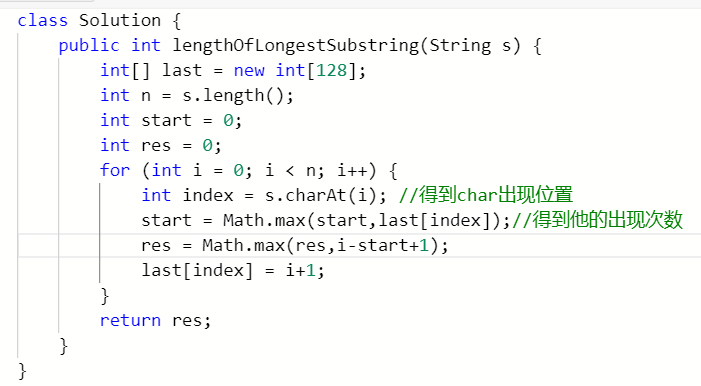 class Solution {
    public int lengthOfLongestSubstring(String s) {
        int[] last = new int[128];
        int n = s.length();
        int start = 0;
        int res = 0;
        for (int i = 0; i < n; i++) {
            int index = s.charAt(i); //得到char出现位置
            start = Math.max(start,last[index]);//得到他的出现次数
            res = Math.max(res,i-start+1);
            last[index] = i+1;
        }
        return res;
    }
}